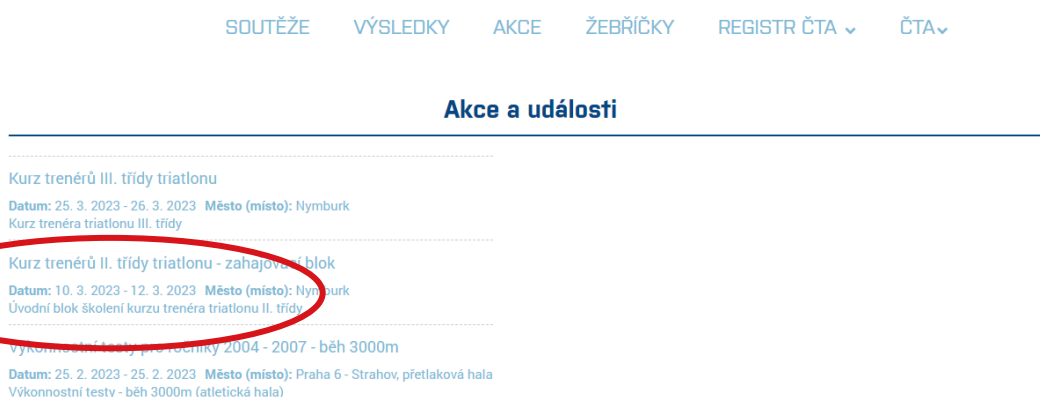 SOUTĚŽE VÝSLEDKY AKCE ŽEBŘÍČKY REGISTR ČTA ČTA
Akce a události
Kurz trenérů III. třídy triatlonu
Datum: 25. 3. 2023 - 26. 3. 2023 Město (místo): Nymburk
Kurz trenéra triatlonu III. třídy
Kurz trenérů II. třídy triatlonu - zahajovací blok
Datum: 10. 3. 2023 - 12. 3. 2023 Město (místo): Nymburk
Úvodní blok školení kurzu trenéra triatlonu II. třídy
Výkonnostní testy pro ročníky 2004 - 2007 - běh 3000m
Datum: 25. 2. 2023 - 25. 2. 2023 Město (místo): Praha 6 - Strahov, přetlaková hala
Výkonnostní testy - běh 3000m (atletická hala)